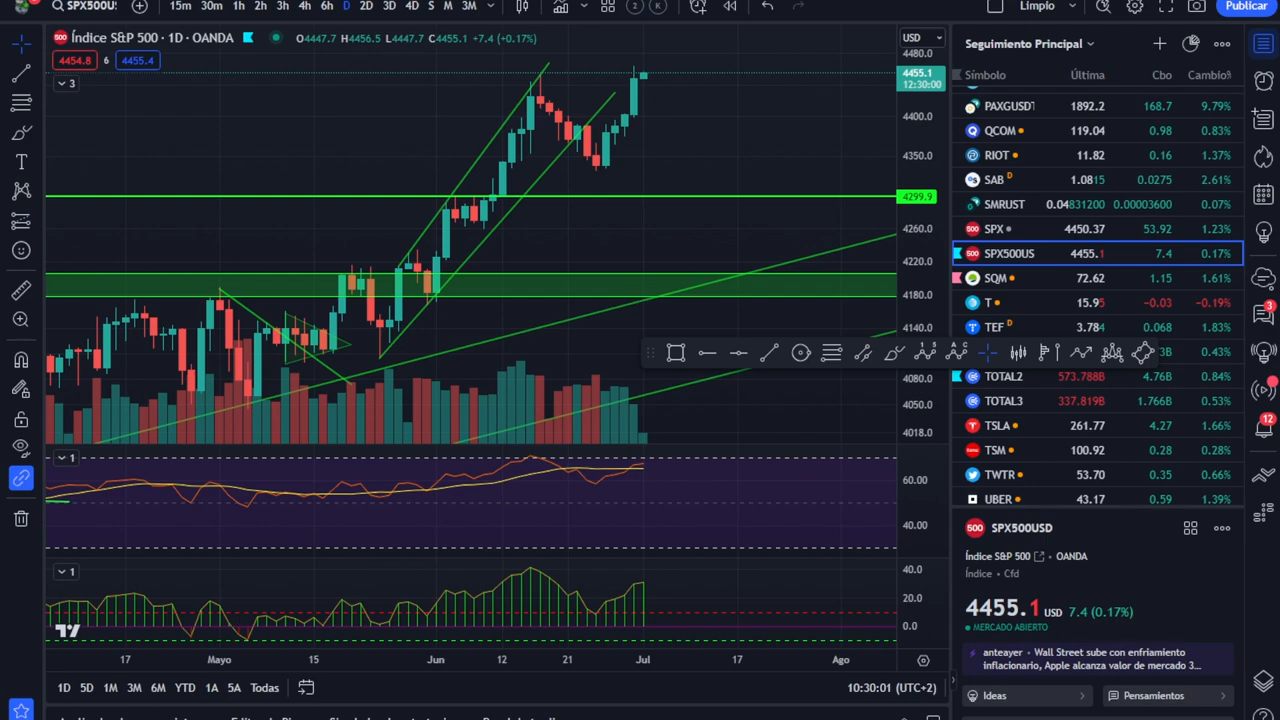 SPX500US 15m 30m 1h 2h 3h 4h 6h D 2D 3D 4D S M 3M 2 K Limpio Publicar
500 Índice S&P 500 · 1D · OANDA O4447.7 H4456.5 L4447.7 C4455.1 +7.4 (+0.17%) USD
4454.8 6 4455.4
3
4480.0
4455.1
12:30:00
4400.0
4350.0
4299.9
4260.0
4220.0
4180.0
4140.0
4080.0
4050.0
4018.0
1
60.00
40.00
1
40.0
20.0
0.0
17 Mayo 15 Jun 12 21 Jul 17 Ago
1D 5D 1M 3M 6M YTD 1A 5A Todas 10:30:01 (UTC+2)
Seguimiento Principal
Símbolo Última Cbo Cambio%
PAXGUSDT 1892.2 168.7 9.79%
QCOM 119.04 0.98 0.83%
RIOT 11.82 0.16 1.37%
SAB D 1.0815 0.0275 2.61%
SMRUST 0.04831200 0.00003600 0.07%
500 SPX 4450.37 53.92 1.23%
500 SPX500US 4455.1 7.4 0.17%
SQM 72.62 1.15 1.61%
T 15.95 -0.03 -0.19%
TEF D 3.784 0.068 1.83%
0.43%
TOTAL2 573.788B 4.76B 0.84%
TOTAL3 337.819B 1.766B 0.53%
TSLA 261.77 4.27 1.66%
TSM 100.92 0.28 0.28%
TWTR 53.70 0.35 0.66%
UBER 43.17 0.59 1.39%
500 SPX500USD
Índice S&P 500 · OANDA
Índice · Cfd
4455.1 USD 7.4 (0.17%)
MERCADO ABIERTO
anteayer · Wall Street sube con enfriamiento
inflacionario, Apple alcanza valor de mercado 3...
Ideas Pensamientos
3
12